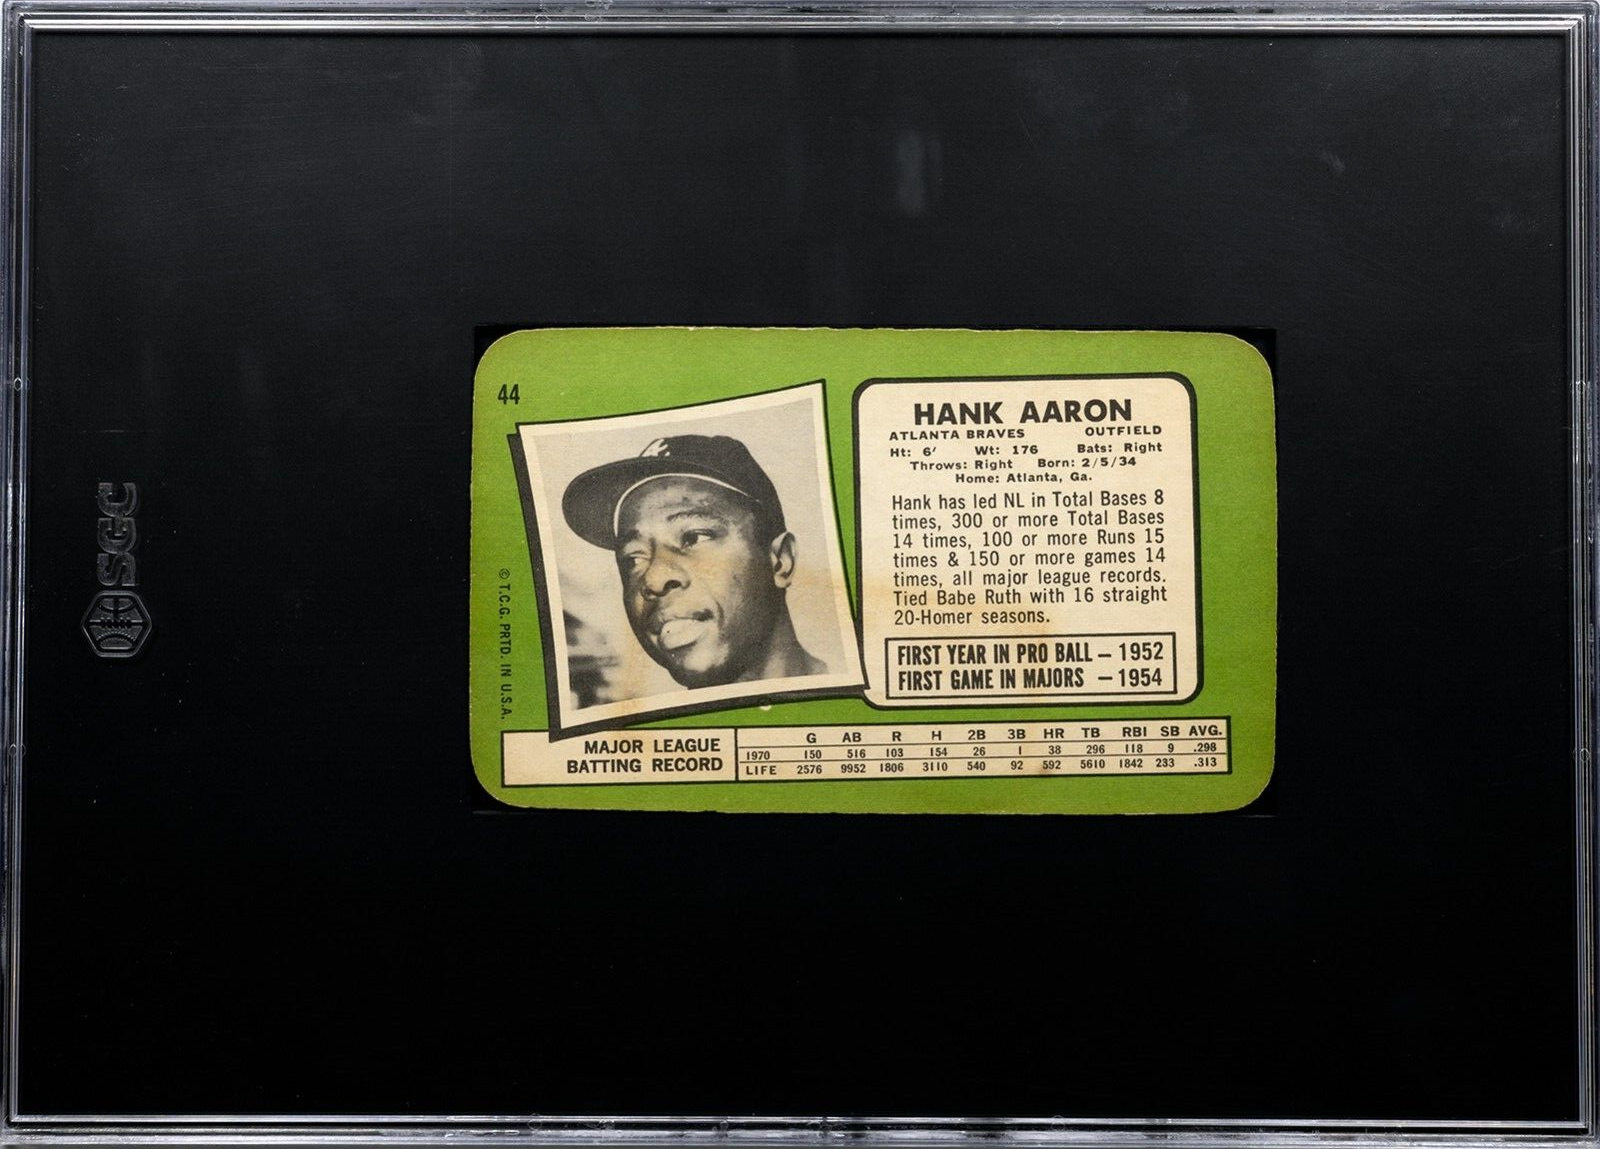 44
HANK AARON
ATLANTA BRAVES OUTFIELD
Ht: 6' Wt: 176 Bats: Right
Throws: Right Born: 2/5/34
Home: Atlanta, Ga.
Hank has led NL in Total Bases 8
times, 300 or more Total Bases
14 times, 100 or more Runs 15
times & 150 or more games 14
times, all major league records.
Tied Babe Ruth with 16 straight
20-Homer seasons.
FIRST YEAR IN PRO BALL – 1952
FIRST GAME IN MAJORS – 1954
© T.C.G. PRTD. IN U.S.A.
MAJOR LEAGUE
BATTING RECORD
G AB R H 2B 3B HR TB RBI SB AVG.
1970 150 516 103 154 26 1 38 296 118 9 .298
LIFE 2576 9952 1806 3110 540 92 592 5610 1842 233 .313
SGC